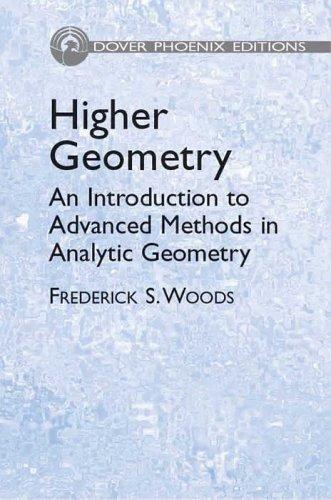 DOVER PHOENIX EDITIONS
Higher
Geometry
An Introduction to
Advanced Methods in
Analytic Geometry
FREDERICK S. WOODS